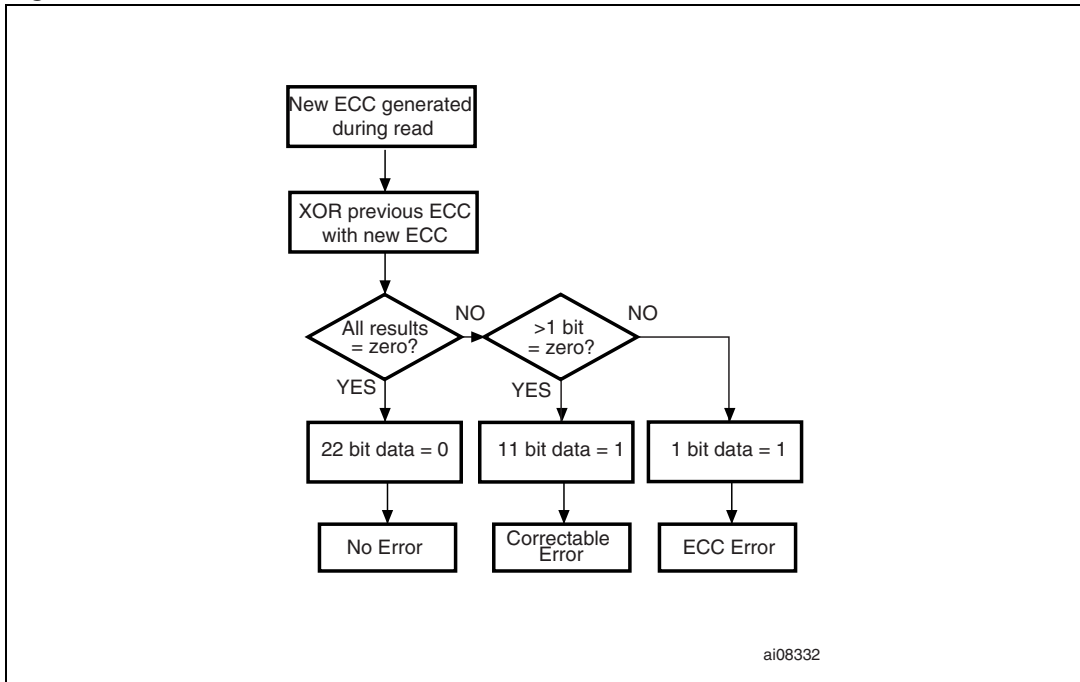 New ECC generated
during read
XOR previous ECC
with new ECC
All results
= zero?
NO
>1 bit
= zero?
NO
YES
YES
22 bit data = 0
11 bit data = 1
1 bit data = 1
No Error
Correctable
Error
ECC Error
ai08332